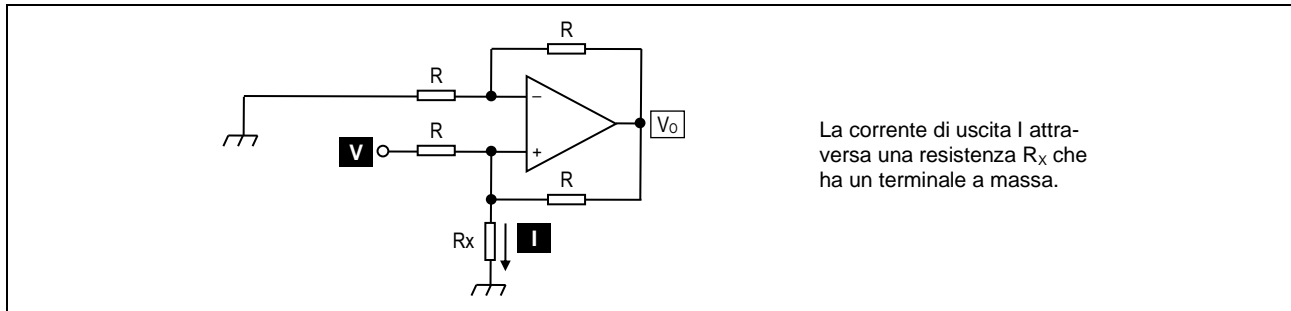 R
R
−
V
R
+
V₀
R
Rx
I
La corrente di uscita I attra-
versa una resistenza Rₓ che
ha un terminale a massa.